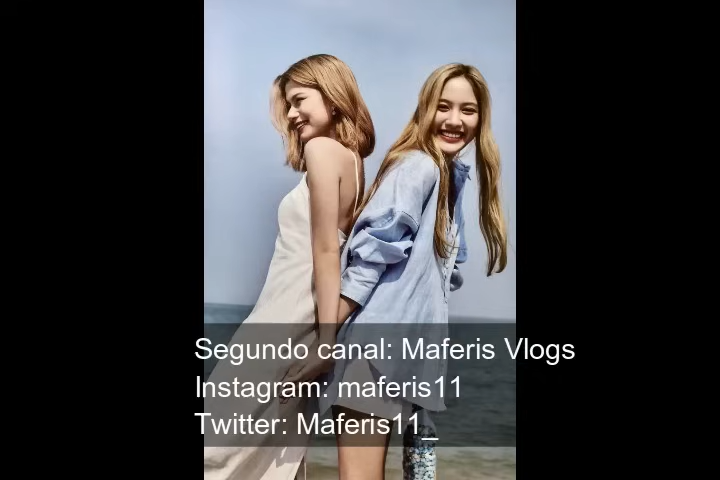 Segundo canal: Maferis Vlogs
Instagram: maferis11
Twitter: Maferis11_